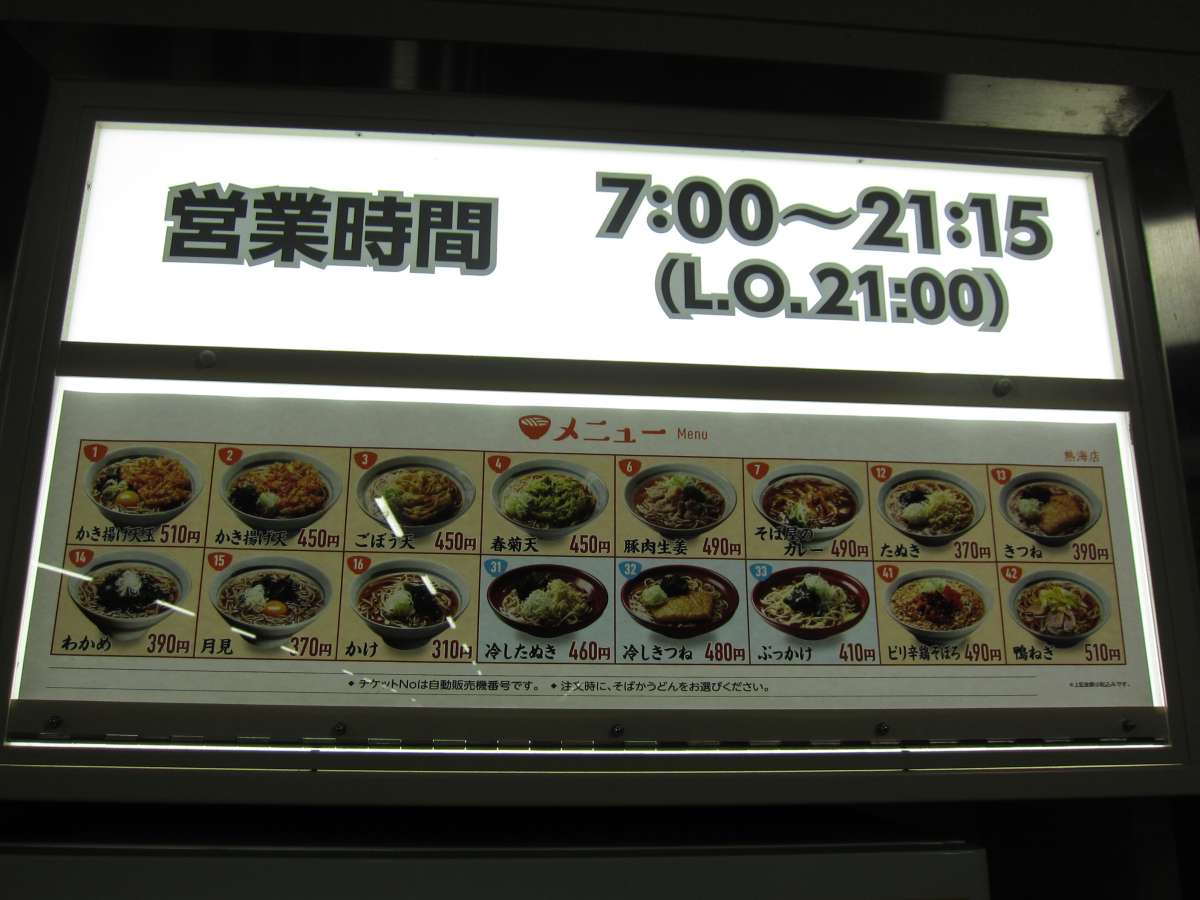 営業時間 7:00～21:15
(L.O.21:00)
メニュー Menu
熱海店
1 かき揚げ天玉 510円
2 かき揚げ天 450円
3 ごぼう天 450円
4 春菊天 450円
6 豚肉生姜 490円
7 そば屋の
カレー 490円
12 たぬき 370円
13 きつね 390円
14 わかめ 390円
15 月見 370円
16 かけ 310円
31 冷したぬき 460円
32 冷しきつね 480円
33 ぶっかけ 410円
41 ピリ辛鶏そぼろ 490円
42 鴨ねぎ 510円
◆ チケットNoは自動販売機番号です。 ◆ 注文時に、そばかうどんをお選びください。
※上記金額は税込みです。